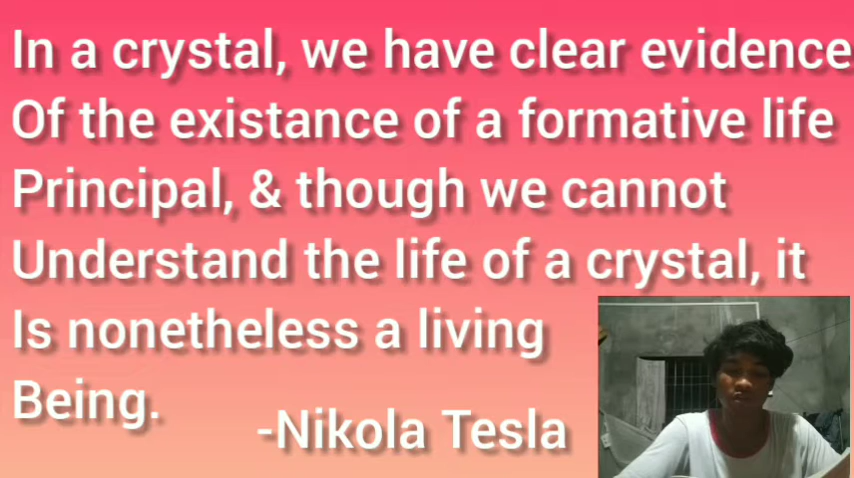 In a crystal, we have clear evidence
Of the existance of a formative life
Principal, & though we cannot
Understand the life of a crystal, it
Is nonetheless a living
Being.
-Nikola Tesla